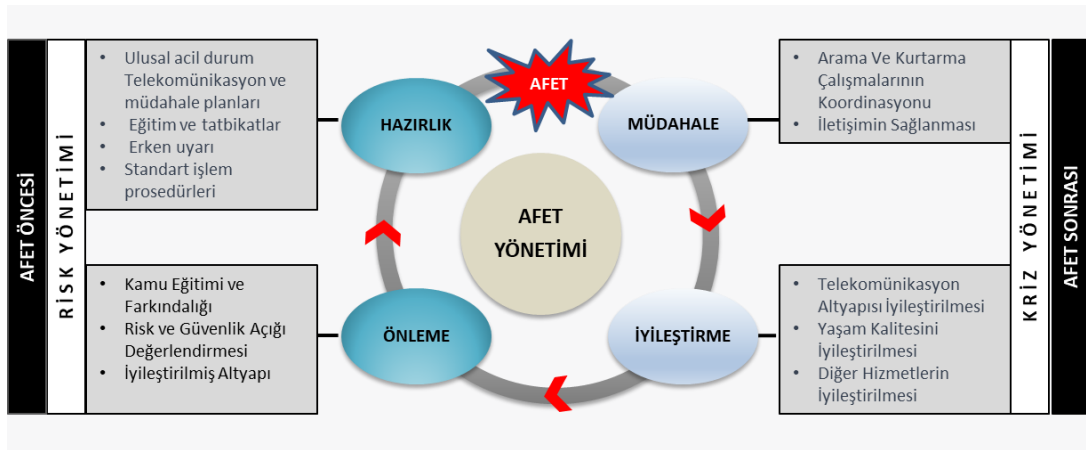 AFET ÖNCESİ
RİSK YÖNETİMİ
• Ulusal acil durum
Telekomünikasyon ve
müdahale planları
• Eğitim ve tatbikatlar
• Erken uyarı
• Standart işlem
prosedürleri
• Kamu Eğitimi ve
Farkındalığı
• Risk ve Güvenlik Açığı
Değerlendirmesi
• İyileştirilmiş Altyapı
HAZIRLIK
AFET
MÜDAHALE
AFET
YÖNETİMİ
ÖNLEME
İYİLEŞTİRME
• Arama Ve Kurtarma
Çalışmalarının
Koordinasyonu
• İletişimin Sağlanması
• Telekomünikasyon
Altyapısı İyileştirilmesi
• Yaşam Kalitesini
İyileştirilmesi
• Diğer Hizmetlerin
İyileştirilmesi
KRİZ YÖNETİMİ
AFET SONRASI